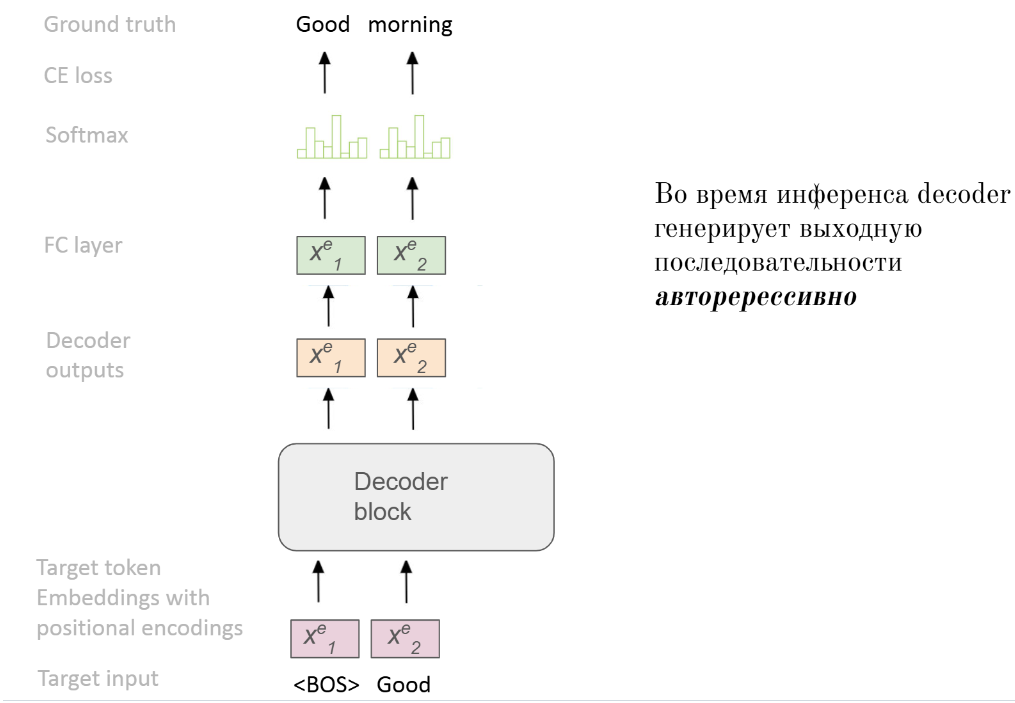 Ground truth Good morning
CE loss
Softmax
Во время инференса decoder
генерирует выходную
последовательности
авторерессивно
FC layer x^e_1 x^e_2
Decoder
outputs x^e_1 x^e_2
Decoder
block
Target token
Embeddings with
positional encodings x^e_1 x^e_2
Target input <BOS> Good